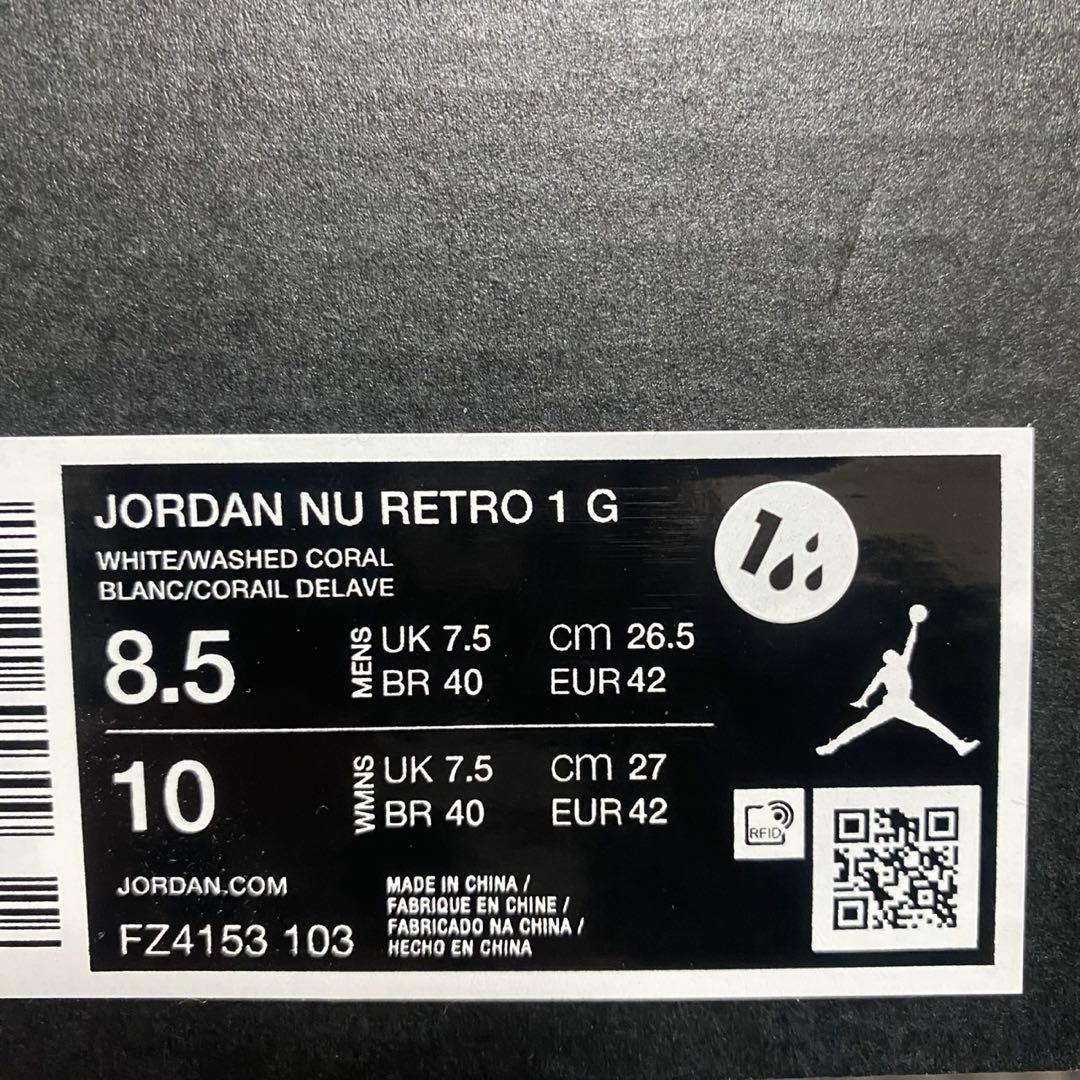 JORDAN NU RETRO 1 G
WHITE/WASHED CORAL
BLANC/CORAIL DELAVE
8.5 MENS UK 7.5 cm 26.5
BR 40 EUR 42
10 WMNS UK 7.5 cm 27
BR 40 EUR 42
RFID
JORDAN.COM
FZ4153 103
MADE IN CHINA /
FABRIQUE EN CHINE /
FABRICADO NA CHINA /
HECHO EN CHINA
1